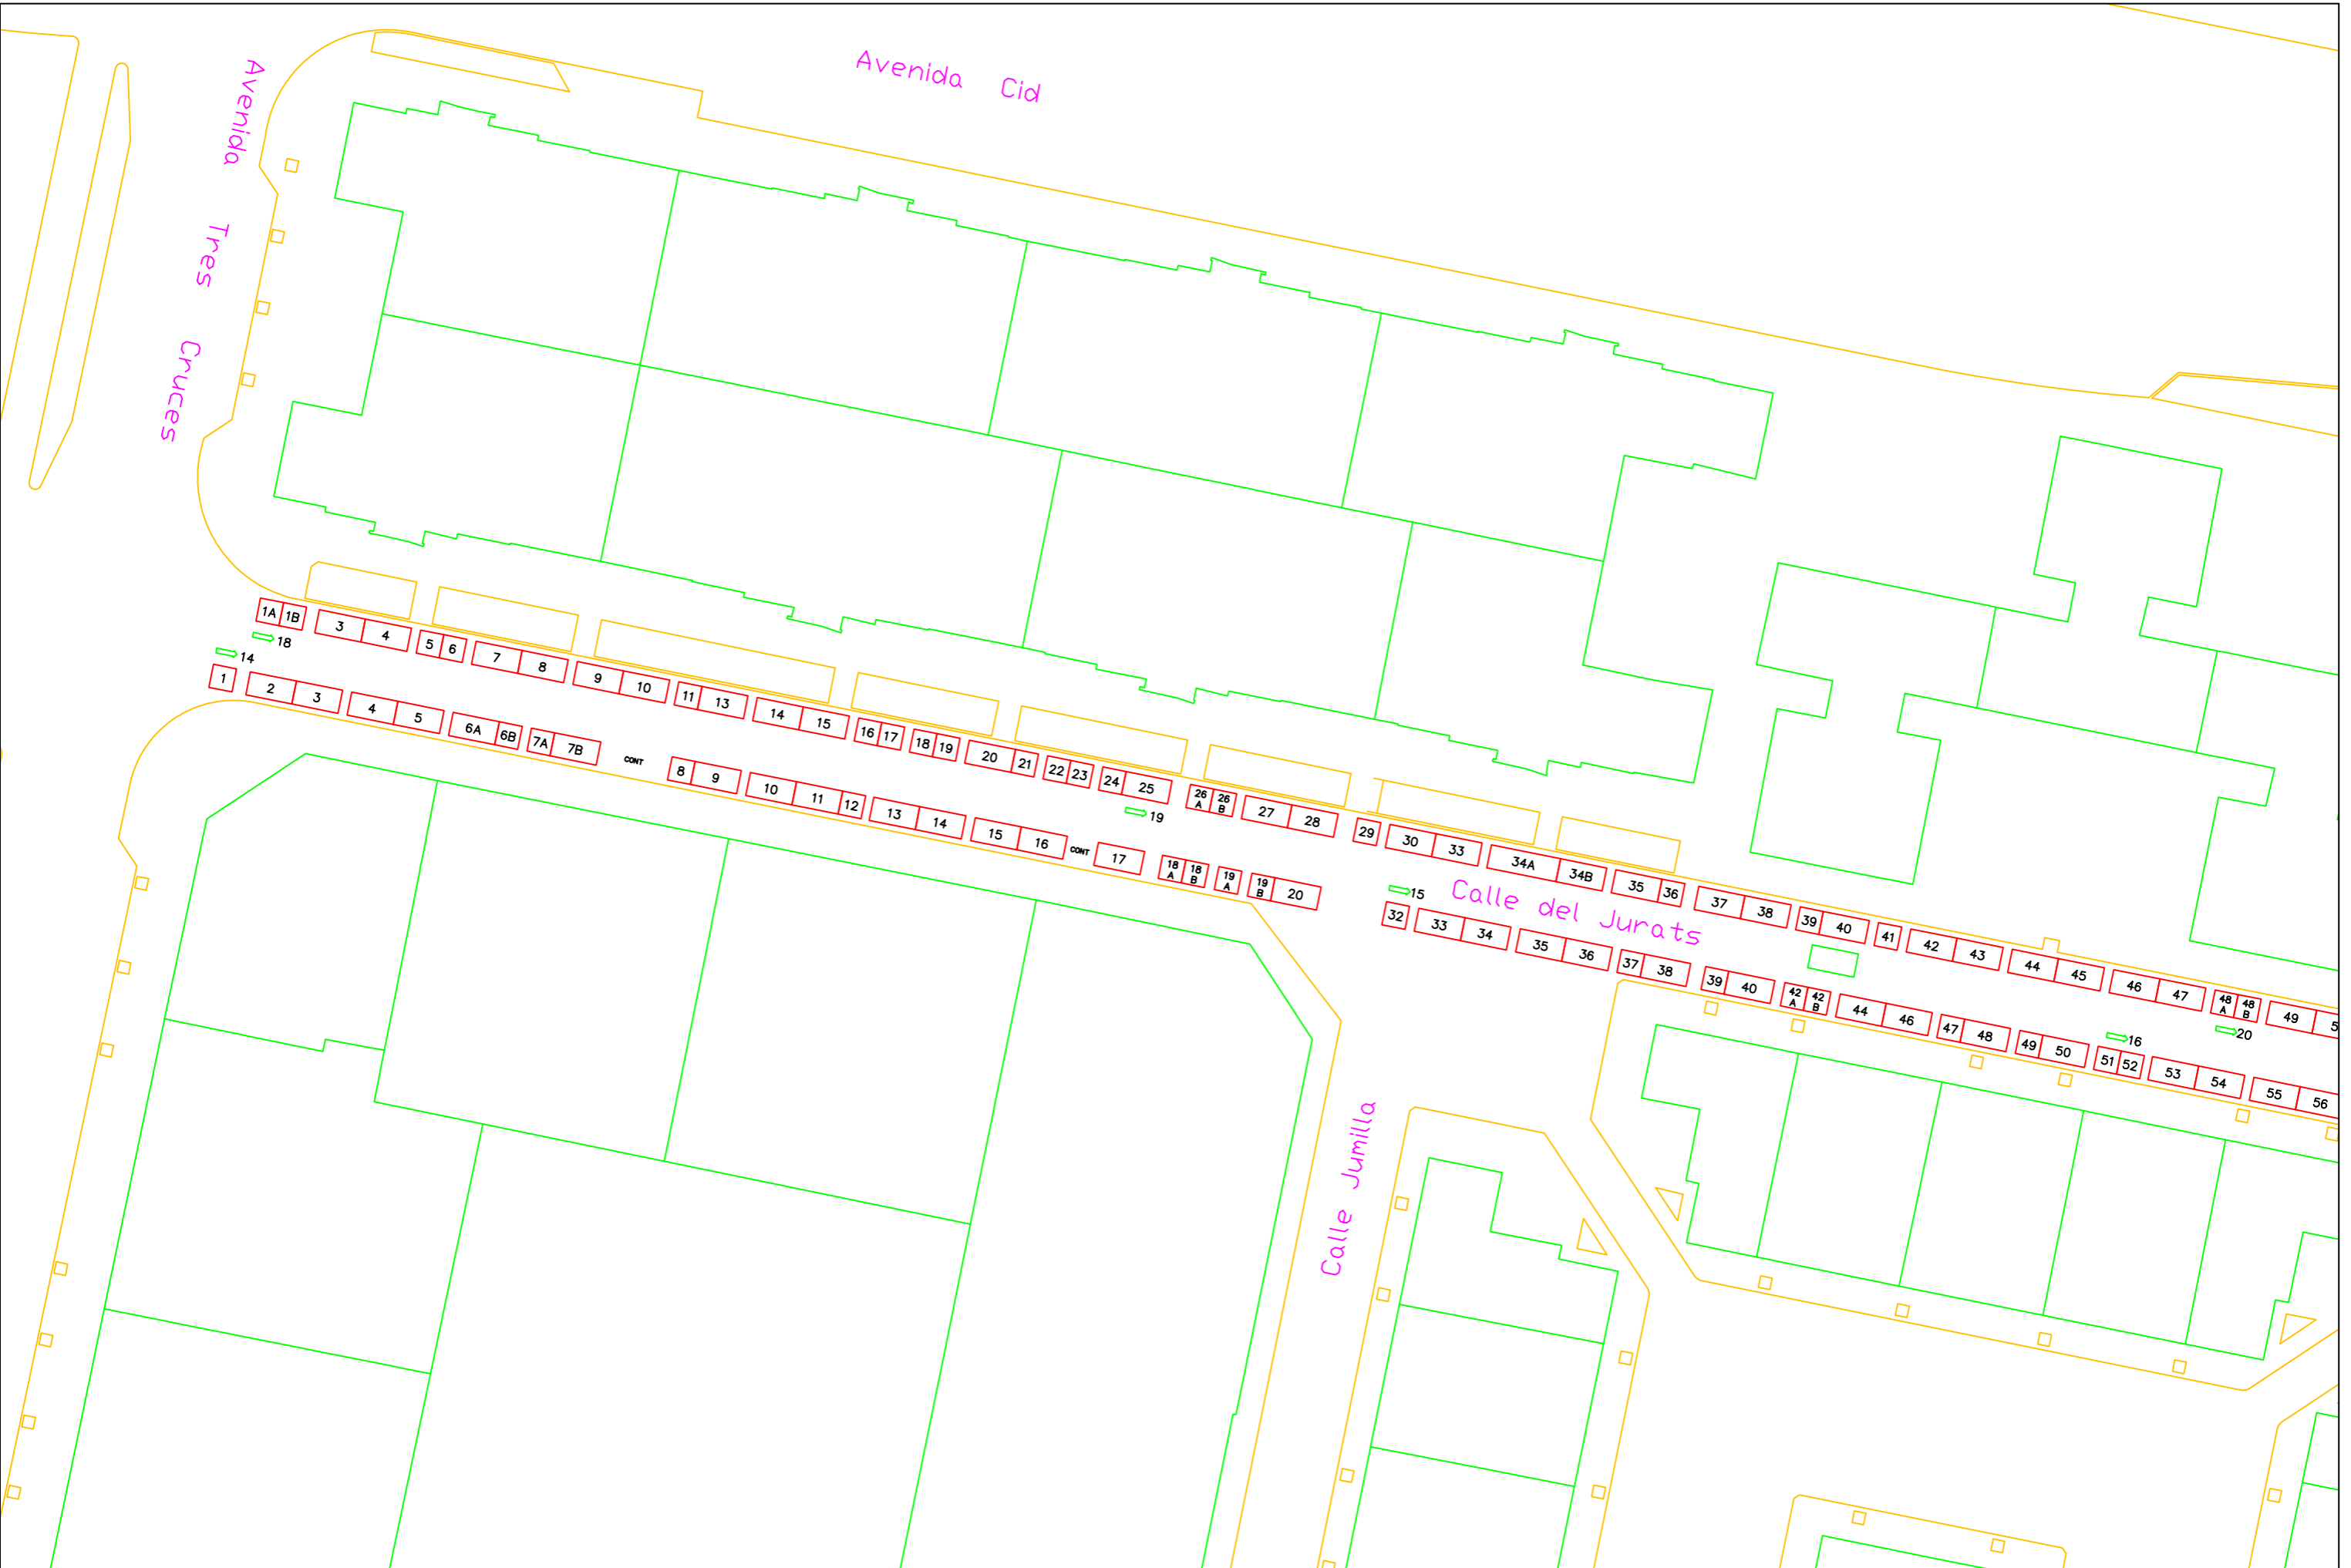 Avenida Cid
Avenida Tres Cruces
1A 1B 3 4 5 6 7 8 9 10 11 13 14 15 16 17 18 19 20 21 22 23 24 25 26 A 26 B 27 28 29 30 33 34A 34B 35 36 37 38 39 40 41 42 43 44 45 46 47 48 A 48 B 49
18
14
19
15
Calle del Jurats
16
20
1 2 3 4 5 6A 6B 7A 7B CONT 8 9 10 11 12 13 14 15 16 CONT 17 18 A 18 B 19 A 19 B 20
32 33 34 35 36 37 38 39 40 42 A 42 B 44 46 47 48 49 50 51 52 53 54 55 56
Calle Jumilla